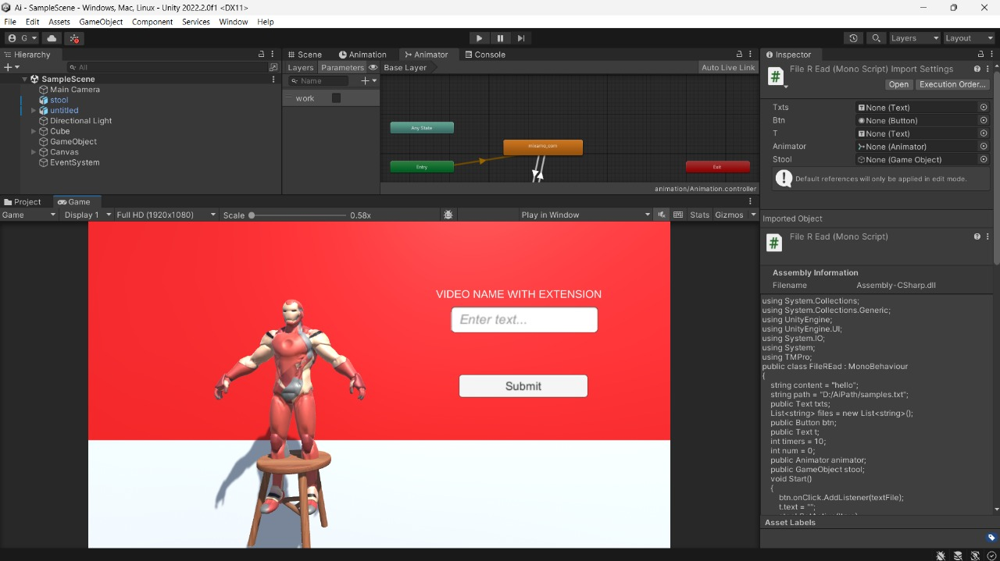 Ai - SampleScene - Windows, Mac, Linux - Unity 2022.2.0f1 <DX11>
File Edit Assets GameObject Component Services Window Help
G
Layers
Layout
Hierarchy
All
SampleScene
Main Camera
stool
untitled
Directional Light
Cube
GameObject
Canvas
EventSystem
Scene Animation Animator Console
Layers Parameters Base Layer Auto Live Link
Name
work
Any State
mixamo_com
Entry
Exit
animation/Animation.controller
Project Game
Game Display 1 Full HD (1920x1080) Scale 0.58x Play in Window Stats Gizmos
VIDEO NAME WITH EXTENSION
Enter text...
Submit
Inspector
File R Ead (Mono Script) Import Settings
Open Execution Order...
Txts None (Text)
Btn None (Button)
T None (Text)
Animator None (Animator)
Stool None (Game Object)
Default references will only be applied in edit mode.
Imported Object
File R Ead (Mono Script)
Assembly Information
Filename Assembly-CSharp.dll
using System.Collections;
using System.Collections.Generic;
using UnityEngine;
using UnityEngine.UI;
using System.IO;
using System;
using TMPro;
public class FileREad : MonoBehaviour
{
string content = "hello";
string path = "D:/AiPath/samples.txt";
public Text txts;
List<string> files = new List<string>();
public Button btn;
public Text t;
int timers = 10;
int num = 0;
public Animator animator;
public GameObject stool;
void Start()
{
btn.onClick.AddListener(textFile);
t.text = "";
Asset Labels